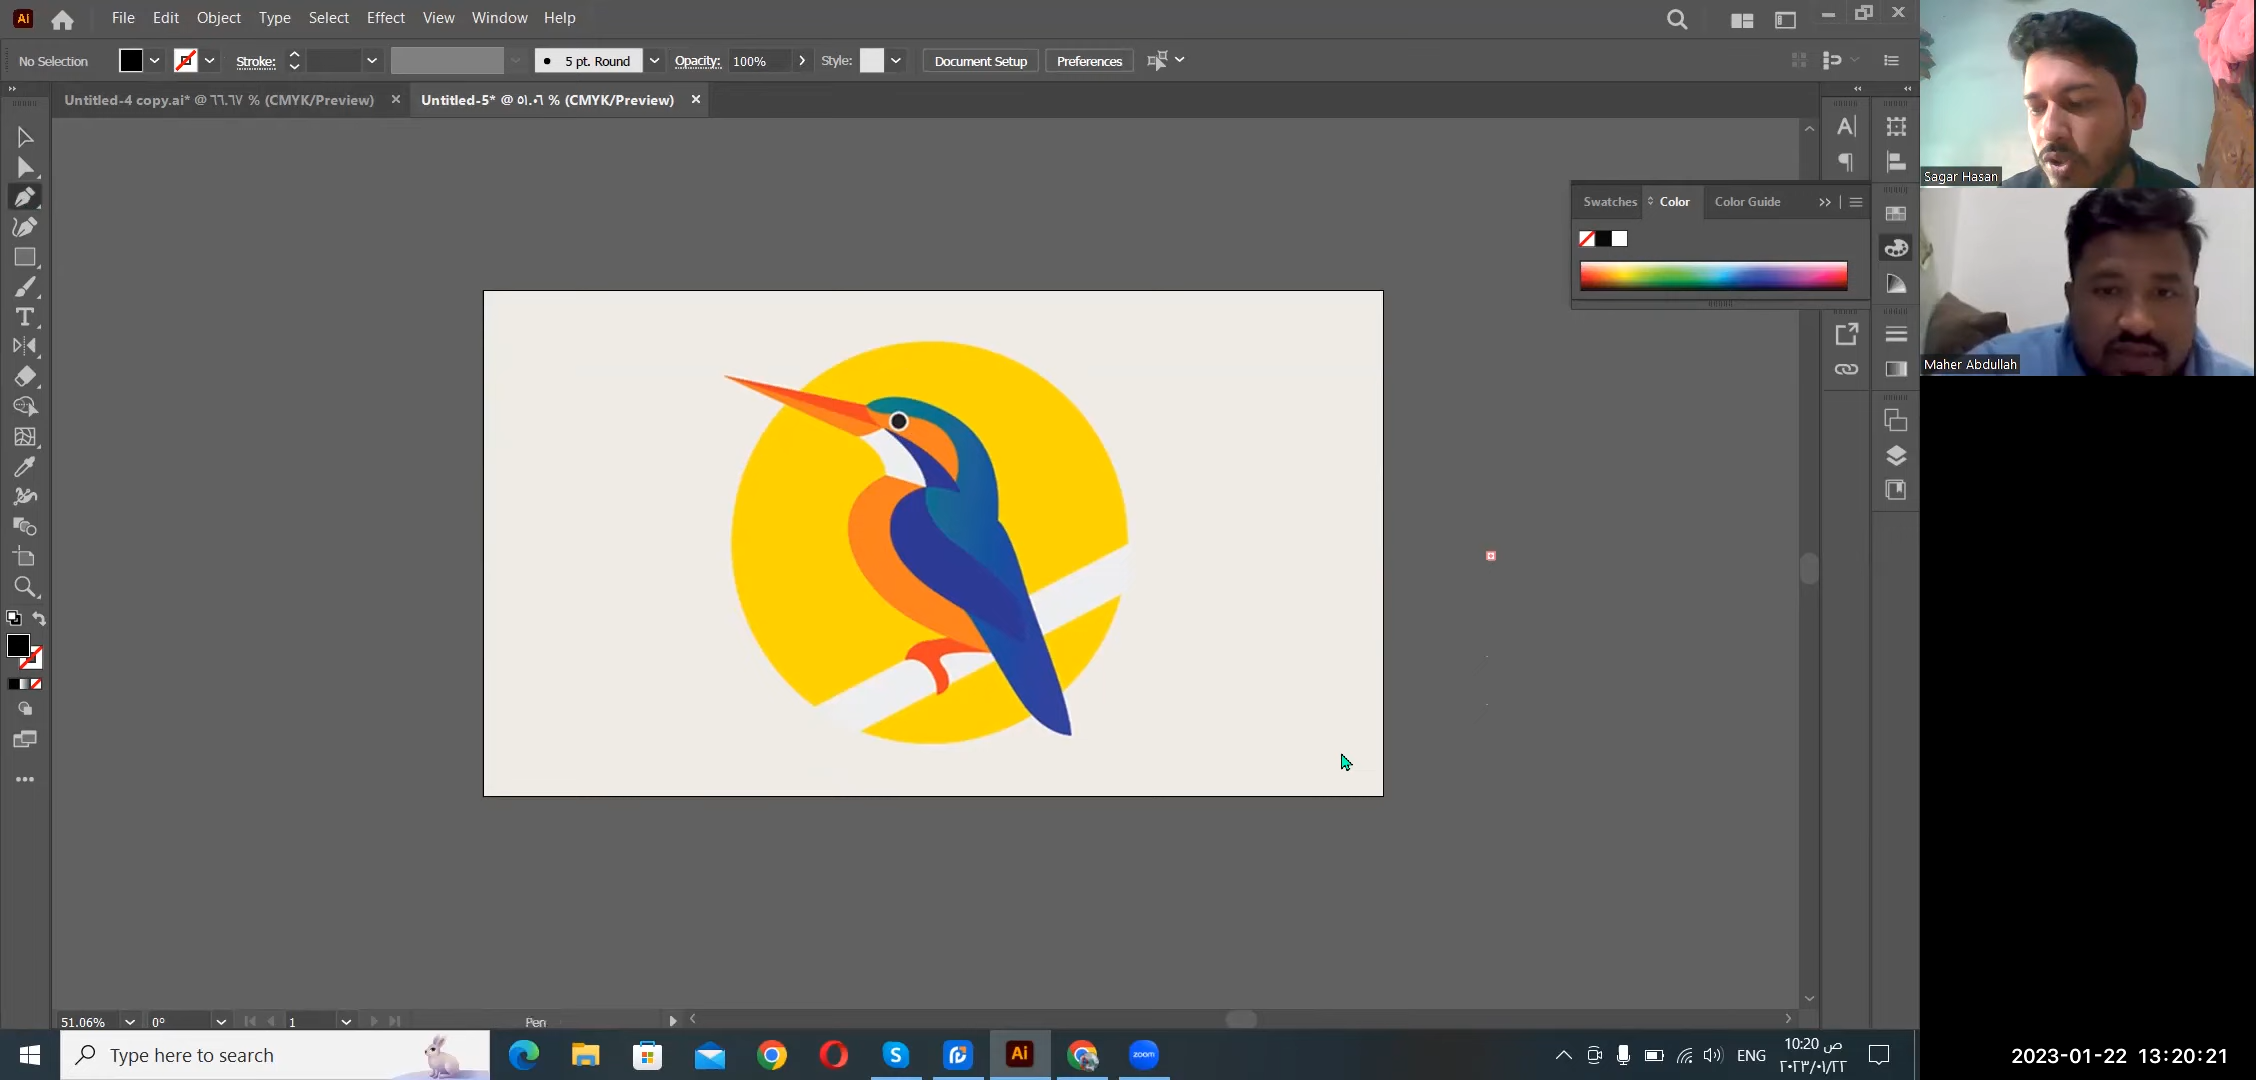 Ai File Edit Object Type Select Effect View Window Help
No Selection Stroke: 5 pt. Round Opacity: 100% Style: Document Setup Preferences
Untitled-4 copy.ai* @ ٦٦.٦٧ % (CMYK/Preview) Untitled-5* @ ٥١.٠٦ % (CMYK/Preview)
Swatches Color Color Guide
Sagar Hasan
Maher Abdullah
51.06% 0° 1 Pen
Type here to search
Ai
zoom
ENG
10:20 ص
٢٠٢٣/٠١/٢٢
2023-01-22 13:20:21